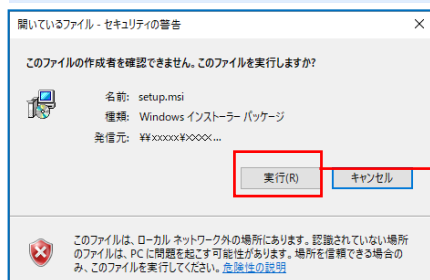 開いているファイル - セキュリティの警告
このファイルの作成者を確認できません。このファイルを実行しますか?
名前: setup.msi
種類: Windows インストーラー パッケージ
発信元: ¥¥xxxxx¥xxxx...
実行(R) キャンセル
このファイルは、ローカル ネットワーク外の場所にあります。認識されていない場所
のファイルは、PC に問題を起こす可能性があります。場所を信頼できる場合の
み、このファイルを実行してください。危険性の説明